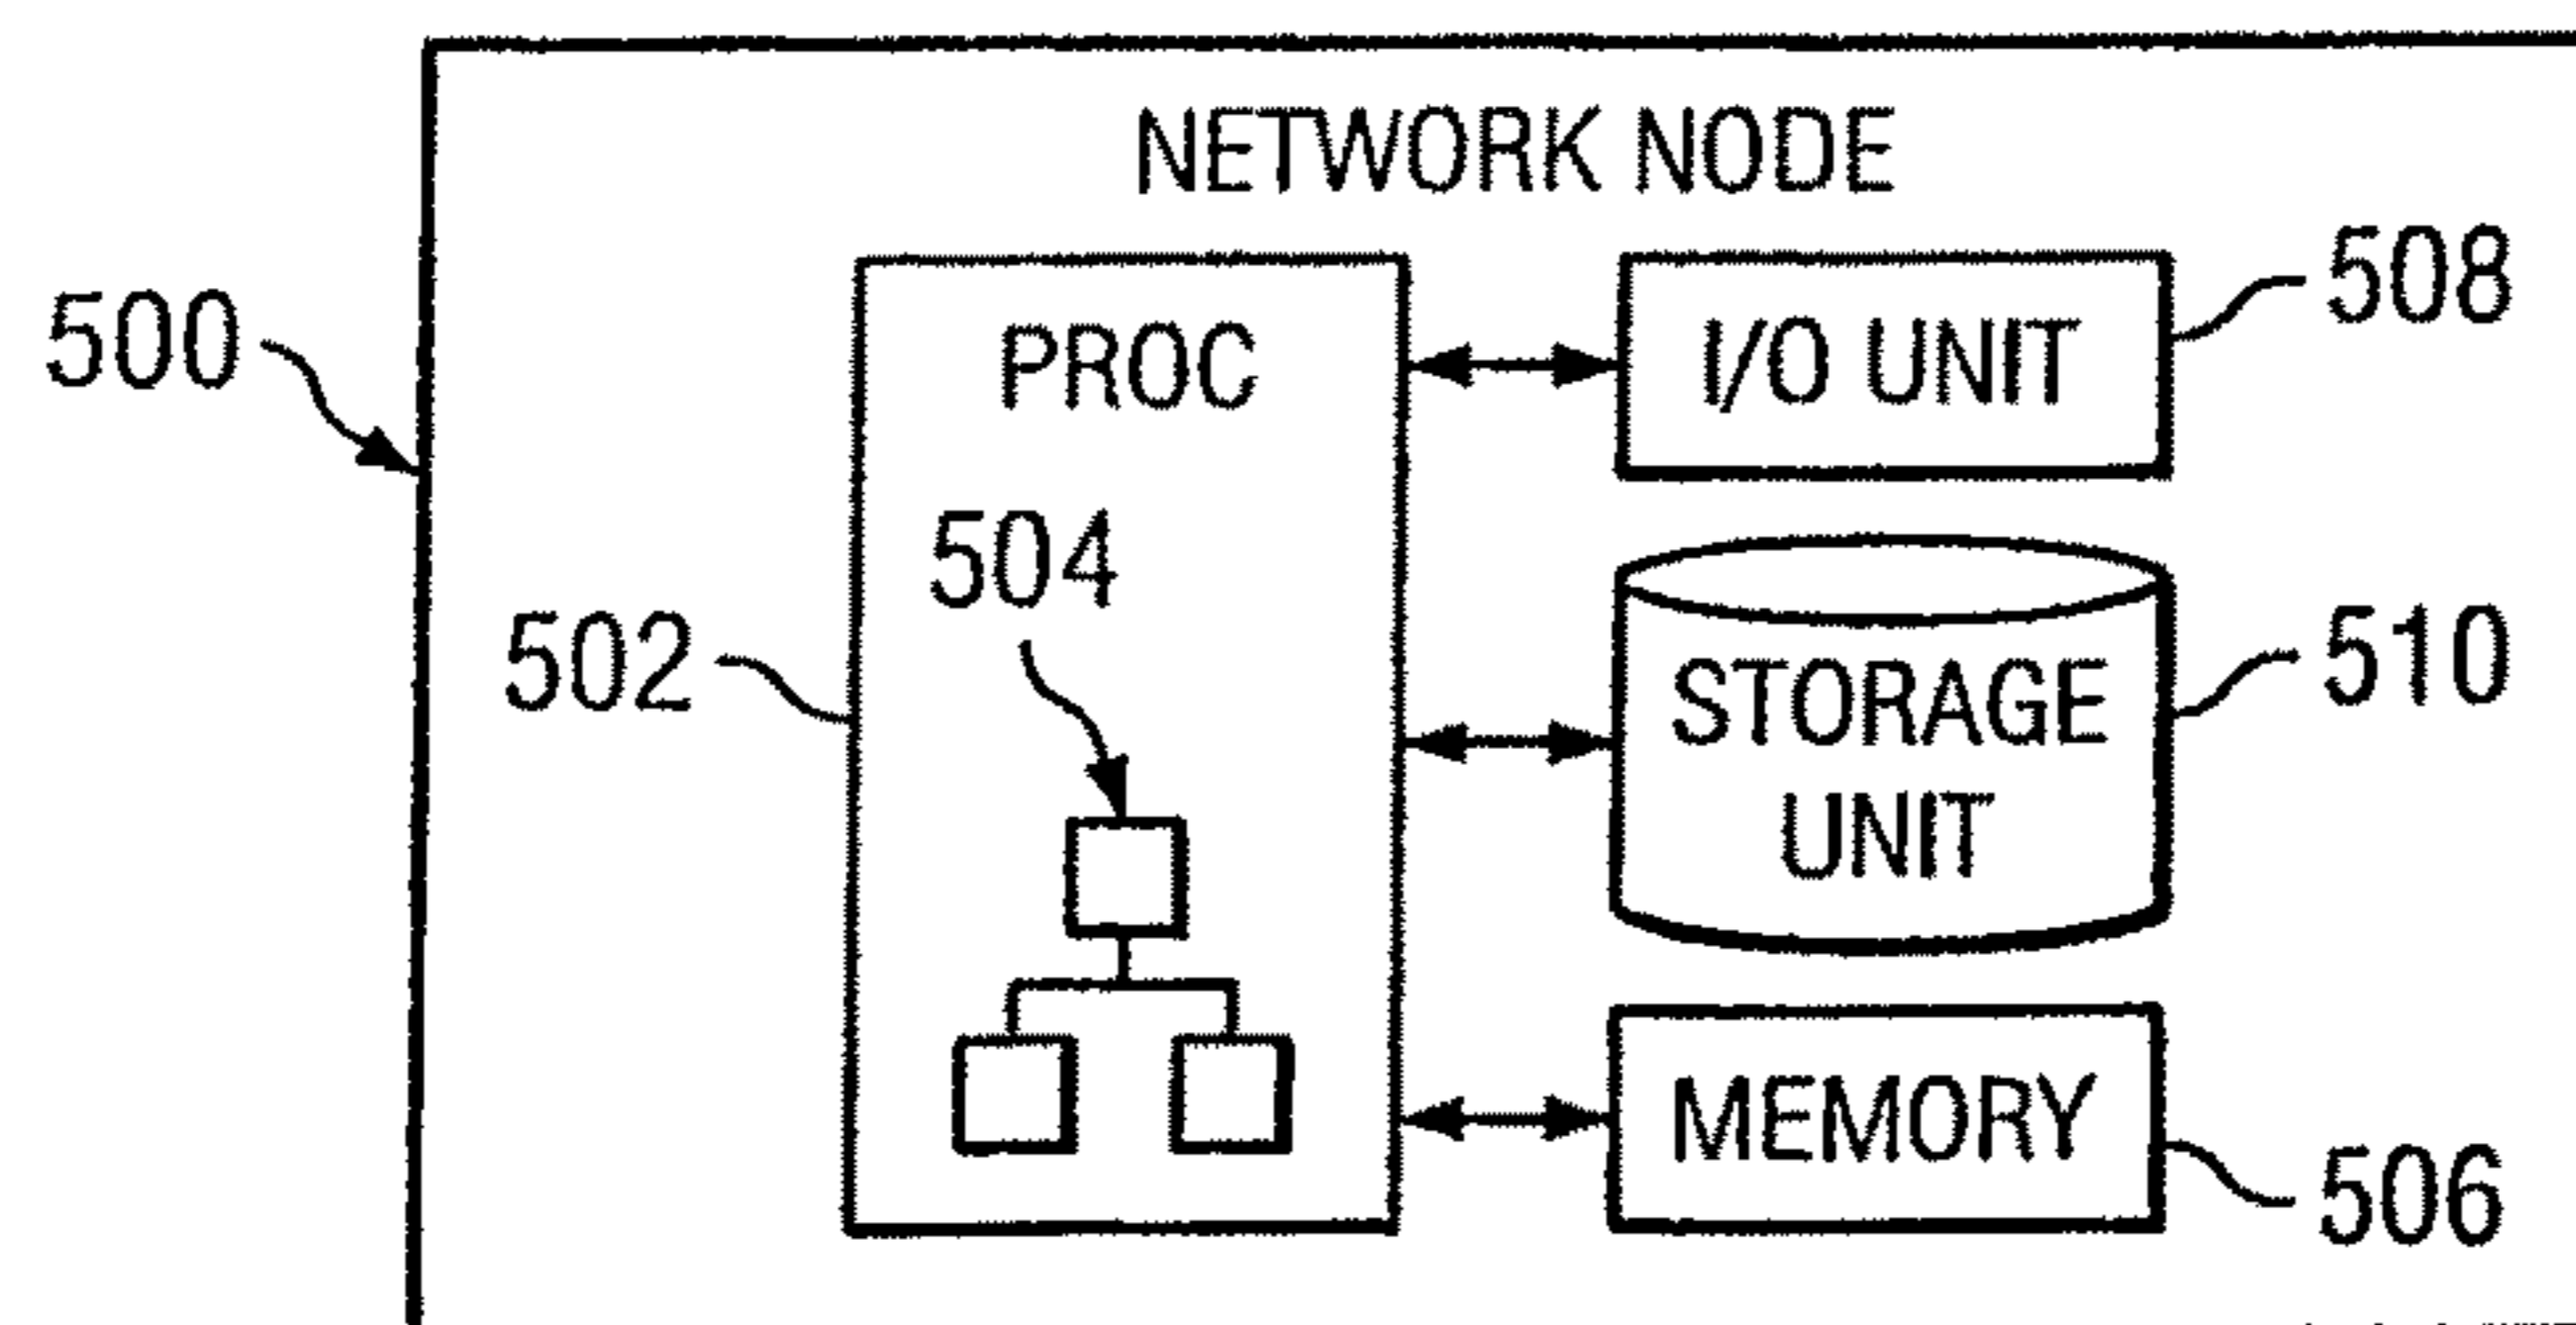 NETWORK NODE
500
508
PROC
I/O UNIT
504
502
510
STORAGE
UNIT
MEMORY
506